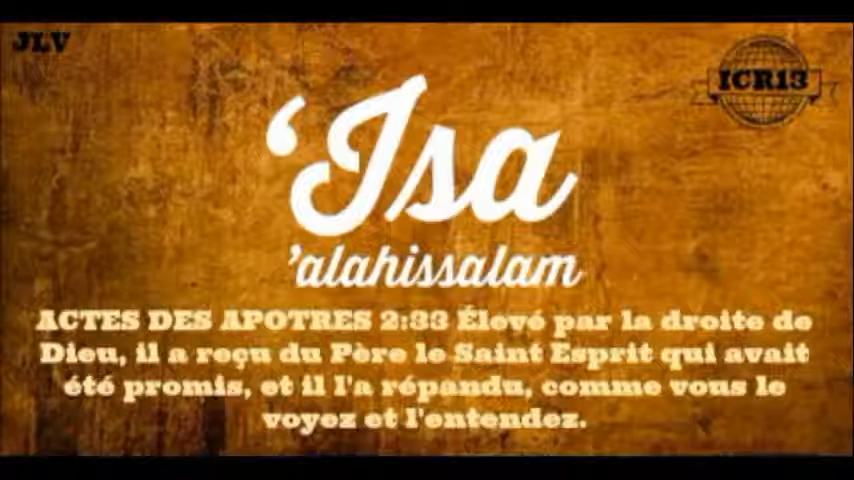 JLV
ICR13
‘Isa
’alahissalam
ACTES DES APOTRES 2:33 Élevé par la droite de
Dieu, il a reçu du Père le Saint Esprit qui avait
été promis, et il l'a répandu, comme vous le
voyez et l'entendez.